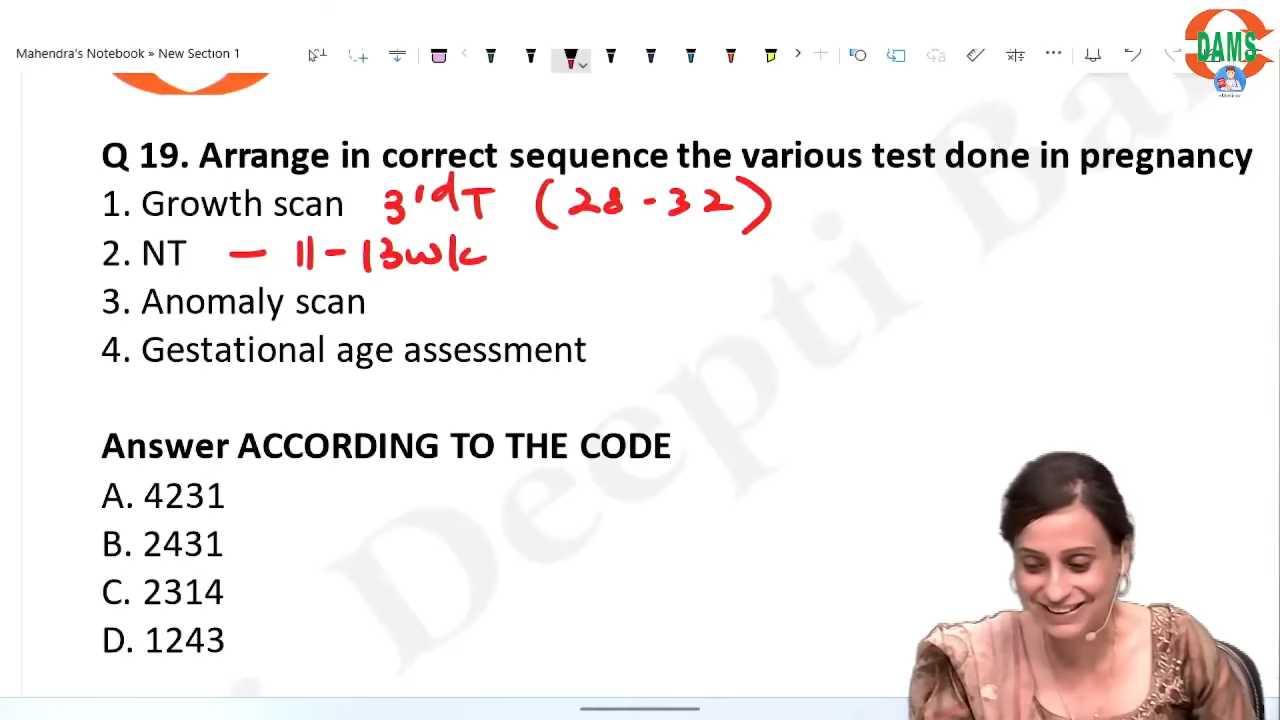 Mahendra's Notebook » New Section 1
DAMS
Q 19. Arrange in correct sequence the various test done in pregnancy
1. Growth scan 3rd T (28-32)
2. NT — 11-13wk
3. Anomaly scan
4. Gestational age assessment
Answer ACCORDING TO THE CODE
A. 4231
B. 2431
C. 2314
D. 1243
Deepti